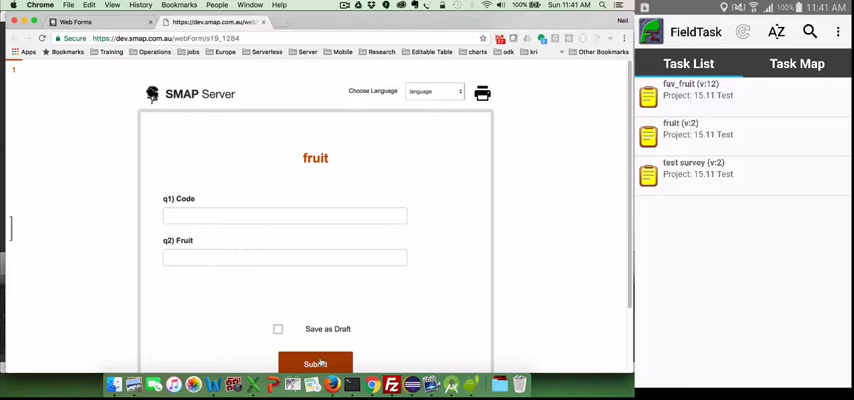 Chrome File Edit View History Bookmarks People Window Help 100% Sun 11:41 AM
Web Forms
https://dev.smap.com.au/web
Neil
Secure https://dev.smap.com.au/webForm/s19_1284
Apps Bookmarks Training Operations jobs Europe Serverless Server Mobile Research Editable Table charts odk kri » Other Bookmarks
1
SMAP Server
Choose Language
language
fruit
q1) Code
q2) Fruit
Save as Draft
Submit
100% 11:41 AM
FieldTask
AZ
Task List
Task Map
fav_fruit (v:12)
Project: 15.11 Test
fruit (v:2)
Project: 15.11 Test
test survey (v:2)
Project: 15.11 Test